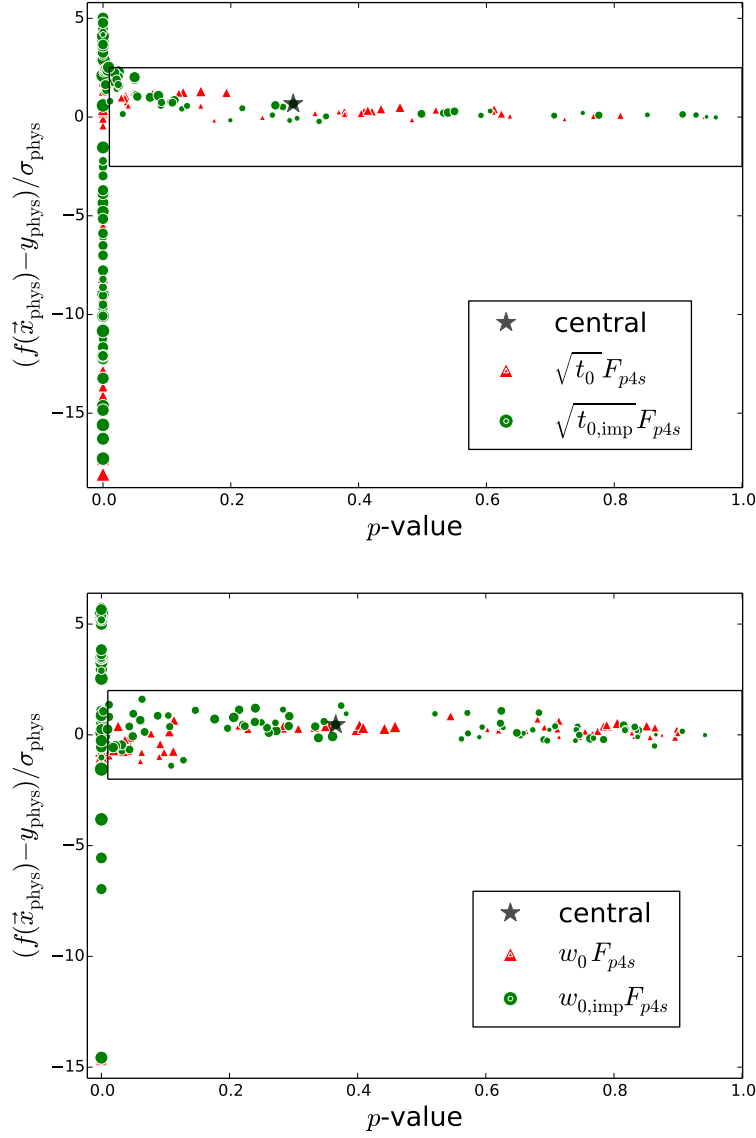 5
0
−5
−10
−15
0.0 0.2 0.4 0.6 0.8 1.0
p-value
(f(x⃗_phys)−y_phys)/σ_phys
central
√t_0 F_p4s
√t_0,imp F_p4s
5
0
−5
−10
−15
0.0 0.2 0.4 0.6 0.8 1.0
p-value
(f(x⃗_phys)−y_phys)/σ_phys
central
w_0 F_p4s
w_0,imp F_p4s